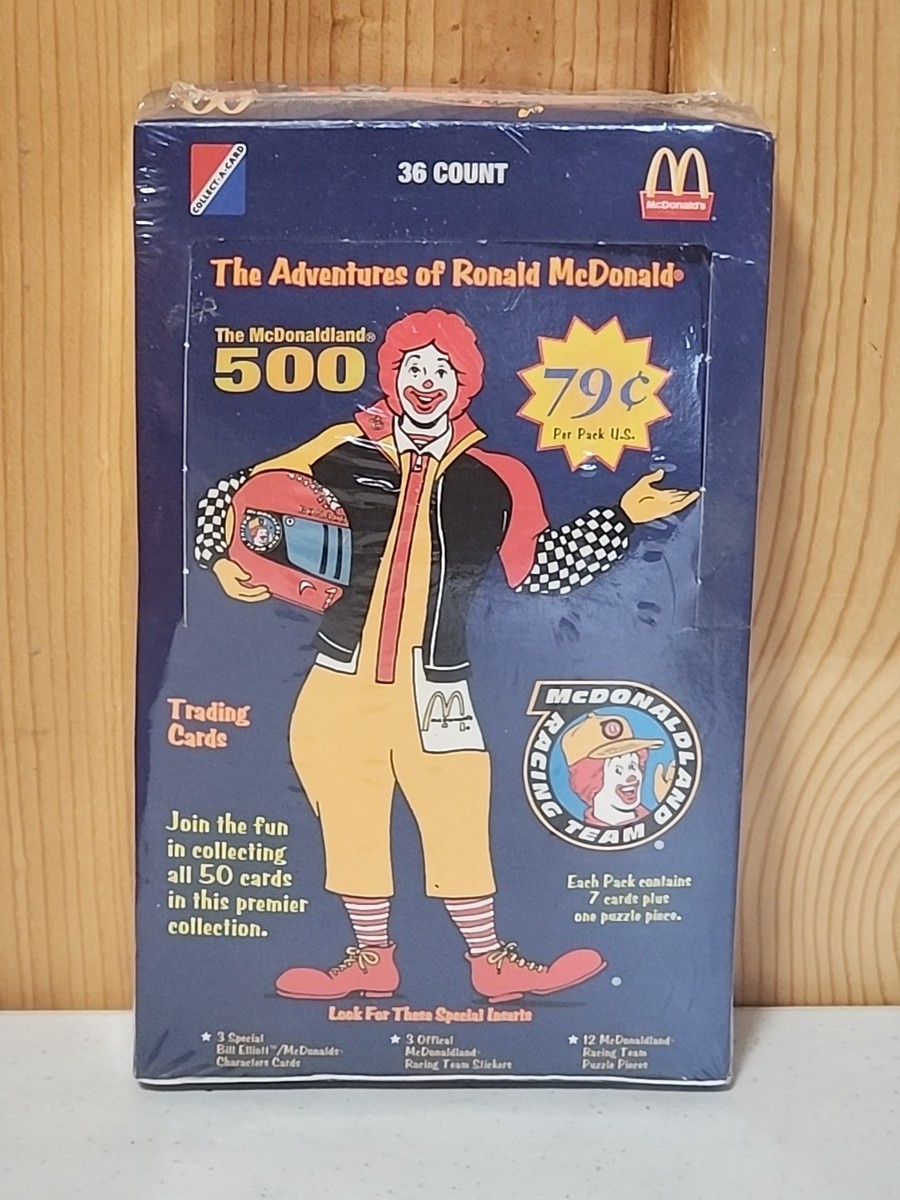 COLLECT-A-CARD
36 COUNT
McDonald's
The Adventures of Ronald McDonald®
The McDonaldland®
500
79¢
Per Pack U.S.
Trading
Cards
McDONALDLAND
RACING TEAM
Join the fun
in collecting
all 50 cards
in this premier
collection.
Each Pack contains
7 cards plus
one puzzle piece.
Look For These Special Inserts
★ 3 Special
Bill Elliott™/McDonalds
Characters Cards
★ 3 Offical
McDonaldland
Racing Team Stickers
★ 12 McDonaldland
Racing Team
Puzzle Pieces